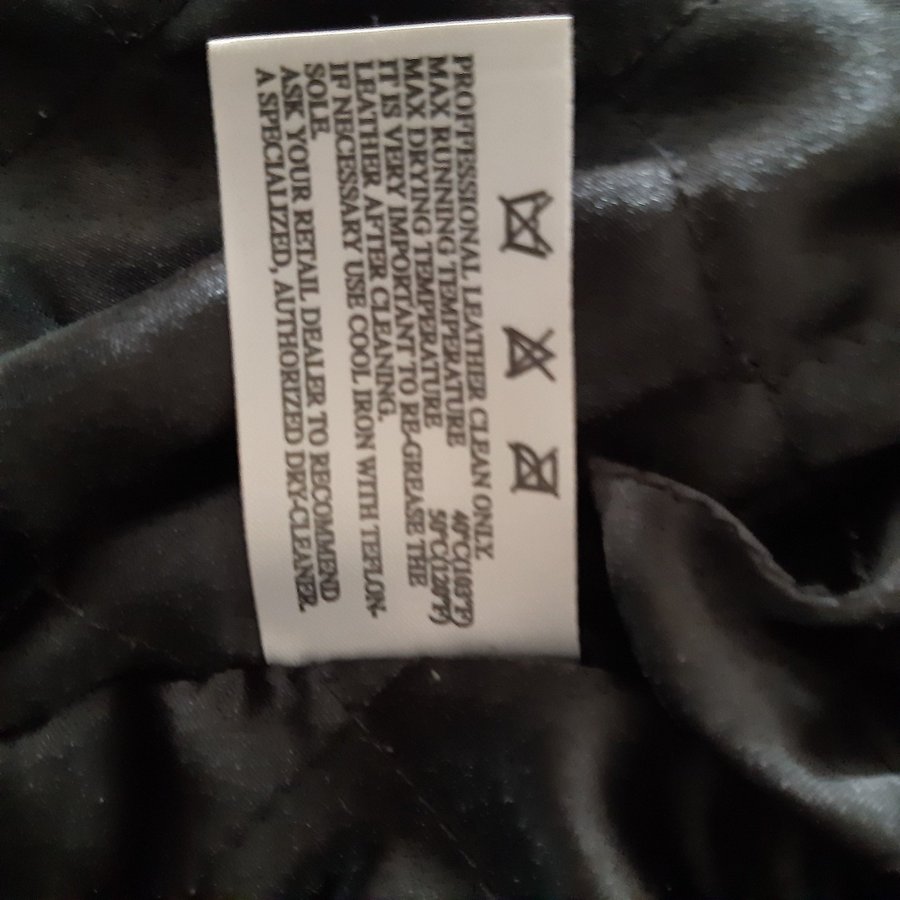 PROFESSIONAL LEATHER CLEAN ONLY.
MAX RUNNING TEMPERATURE 40°C(105°F)
MAX DRYING TEMPERATURE 50°C(120°F)
IT IS VERY IMPORTANT TO RE-GREASE THE
LEATHER AFTER CLEANING.
IF NECESSARY USE COOL IRON WITH TEFLON-
SOLE.
ASK YOUR RETAIL DEALER TO RECOMMEND
A SPECIALIZED, AUTHORIZED DRY-CLEANER.